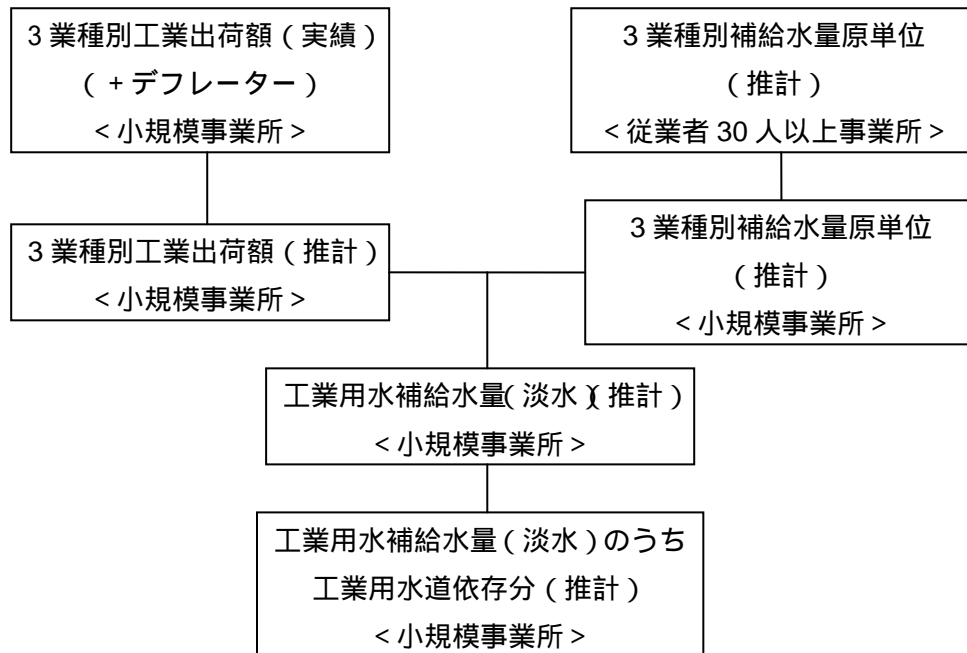 3 業種別工業出荷額(実績)
(+デフレーター)
<小規模事業所>
3 業種別補給水量原単位
(推計)
<従業者 30 人以上事業所>
3 業種別工業出荷額(推計)
<小規模事業所>
3 業種別補給水量原単位
(推計)
<小規模事業所>
工業用水補給水量(淡水)(推計)
<小規模事業所>
工業用水補給水量(淡水)のうち
工業用水道依存分(推計)
<小規模事業所>